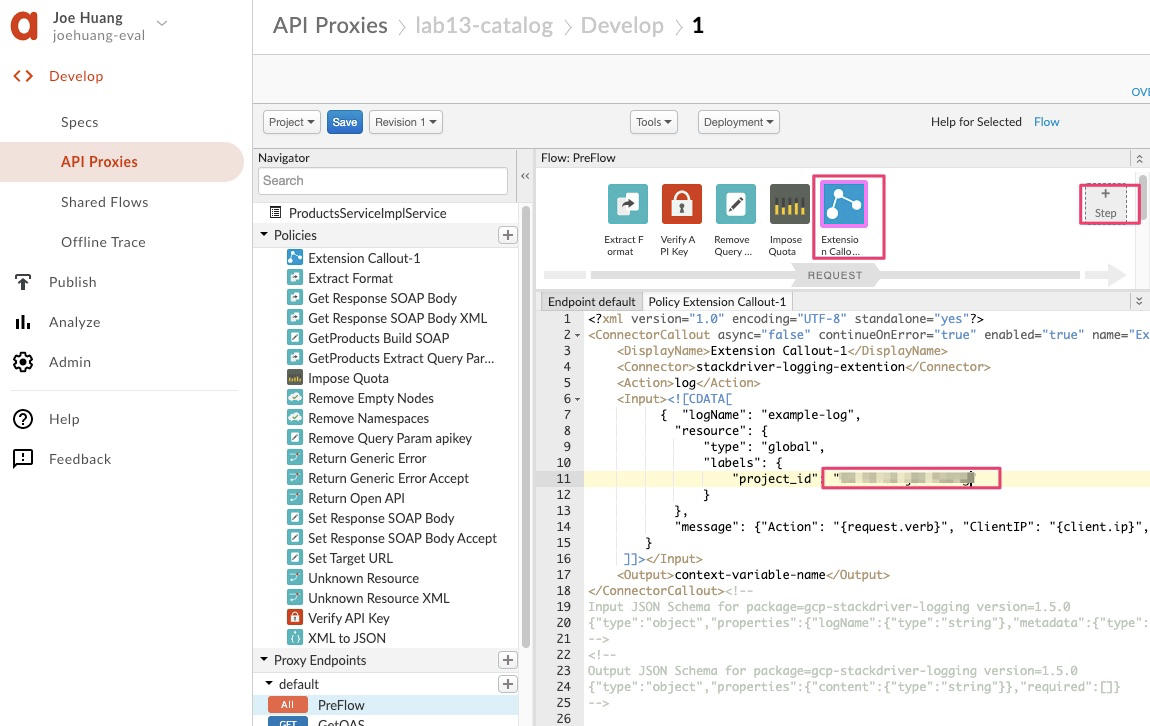 Joe Huang
joehuang-eval
Develop
Specs
API Proxies
Shared Flows
Offline Trace
Publish
Analyze
Admin
Help
Feedback
API Proxies > lab13-catalog > Develop > 1
OVE
Project
Save
Revision 1
Tools
Deployment
Help for Selected
Flow
Navigator
«
Search
ProductsServiceImplService
Policies
+
Extension Callout-1
Extract Format
Get Response SOAP Body
Get Response SOAP Body XML
GetProducts Build SOAP
GetProducts Extract Query Par...
Impose Quota
Remove Empty Nodes
Remove Namespaces
Remove Query Param apikey
Return Generic Error
Return Generic Error Accept
Return Open API
Set Response SOAP Body
Set Response SOAP Body Accept
Set Target URL
Unknown Resource
Unknown Resource XML
Verify API Key
XML to JSON
Proxy Endpoints
+
default
+
All PreFlow
GET GetOAS
Flow: PreFlow
Extract F
ormat
Verify A
PI Key
Remove
Query ...
Impose
Quota
Extensio
n Callo...
+
Step
REQUEST
Endpoint default
Policy Extension Callout-1
1 <?xml version="1.0" encoding="UTF-8" standalone="yes"?>
2 <ConnectorCallout async="false" continueOnError="true" enabled="true" name="Ex
3 <DisplayName>Extension Callout-1</DisplayName>
4 <Connector>stackdriver-logging-extention</Connector>
5 <Action>log</Action>
6 <Input><![CDATA[
7 { "logName": "example-log",
8 "resource": {
9 "type": "global",
10 "labels": {
11 "project_id": "
12 }
13 },
14 "message": {"Action": "{request.verb}", "ClientIP": "{client.ip}",
15 }
16 ]]></Input>
17 <Output>context-variable-name</Output>
18 </ConnectorCallout><!--
19 Input JSON Schema for package=gcp-stackdriver-logging version=1.5.0
20 {"type":"object","properties":{"logName":{"type":"string"},"metadata":{"type":
21 -->
22 <!--
23 Output JSON Schema for package=gcp-stackdriver-logging version=1.5.0
24 {"type":"object","properties":{"content":{"type":"string"}},"required":[]}
25 -->
26